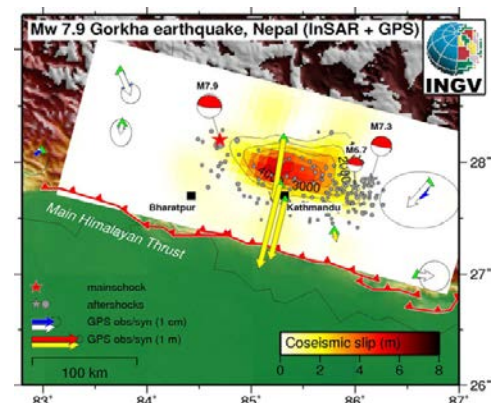 Mw 7.9 Gorkha earthquake, Nepal (InSAR + GPS)
INGV
M7.9
M7.3
M6.7
28°
3000
Bharatpur
Kathmandu
Main Himalayan Thrust
27°
mainshock
aftershocks
GPS obs/syn (1 cm)
GPS obs/syn (1 m)
100 km
Coseismic slip (m)
0 2 4 6 8
26°
83° 84° 85° 86° 87°